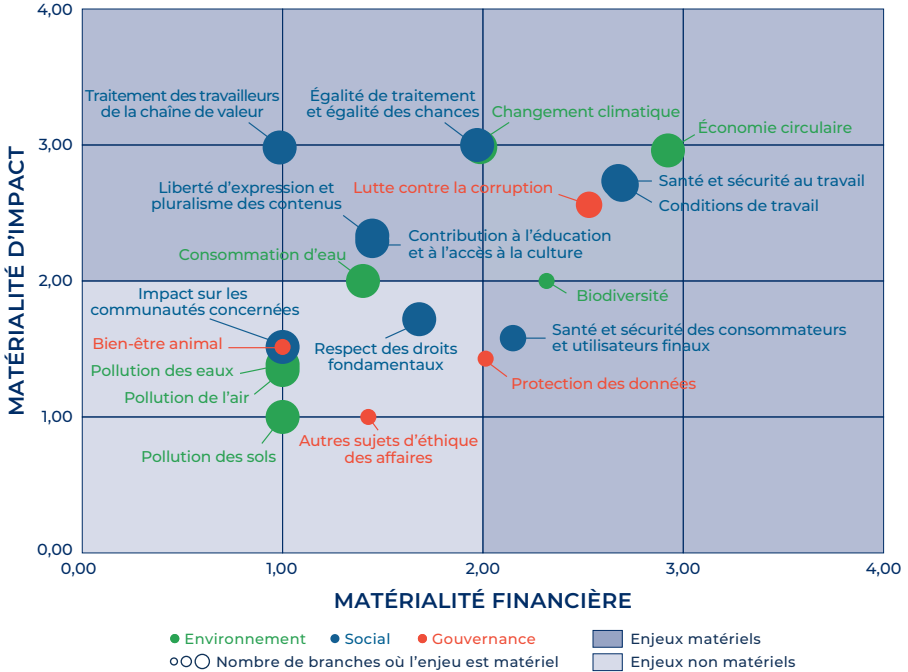 4,00
3,00
2,00
1,00
0,00
MATÉRIALITÉ D'IMPACT
Traitement des travailleurs
de la chaîne de valeur
Égalité de traitement
et égalité des chances
Changement climatique
Économie circulaire
Liberté d'expression et
pluralisme des contenus
Lutte contre la corruption
Santé et sécurité au travail
Conditions de travail
Contribution à l'éducation
et à l'accès à la culture
Consommation d'eau
Biodiversité
Impact sur les
communautés concernées
Bien-être animal
Pollution des eaux
Pollution de l'air
Respect des droits
fondamentaux
Santé et sécurité des consommateurs
et utilisateurs finaux
Protection des données
Autres sujets d'éthique
des affaires
Pollution des sols
0,00 1,00 2,00 3,00 4,00
MATÉRIALITÉ FINANCIÈRE
Environnement Social Gouvernance Enjeux matériels
Nombre de branches où l'enjeu est matériel Enjeux non matériels